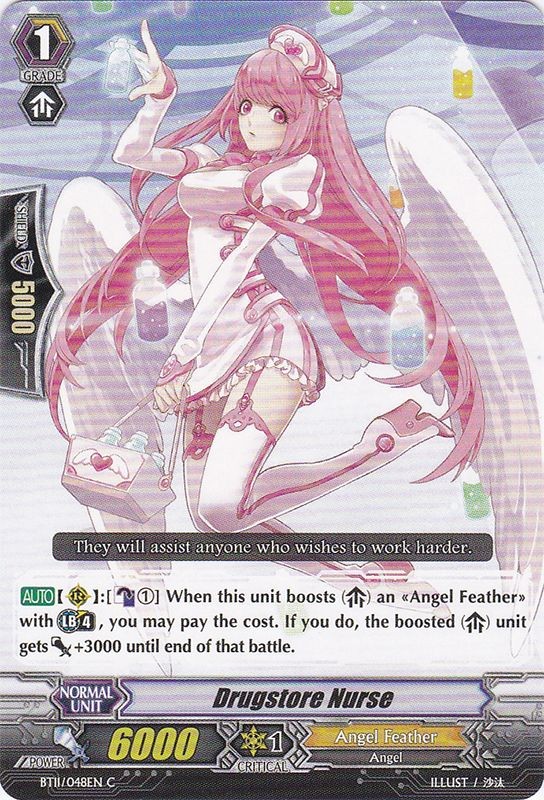 1
GRADE
SHIELD
5000
They will assist anyone who wishes to work harder.
AUTO【】:[①] When this unit boosts () an «Angel Feather»
with LB4, you may pay the cost. If you do, the boosted () unit
gets +3000 until end of that battle.
NORMAL
UNIT
Drugstore Nurse
POWER
6000
1
CRITICAL
Angel Feather
Angel
BT11/048EN C
ILLUST / 沙汰